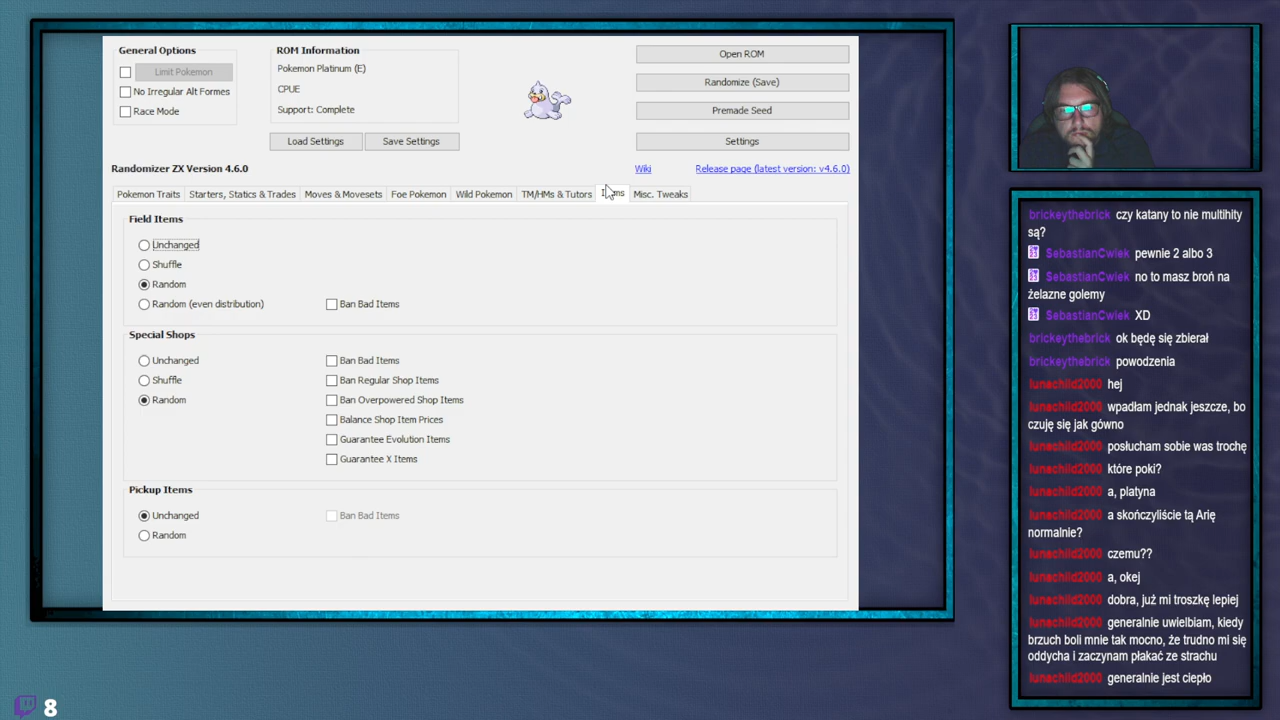 General Options
Limit Pokemon
No Irregular Alt Formes
Race Mode
ROM Information
Pokemon Platinum (E)
CPUE
Support: Complete
Load Settings
Save Settings
Open ROM
Randomize (Save)
Premade Seed
Settings
Randomizer ZX Version 4.6.0
Wiki
Release page (latest version: v4.6.0)
Pokemon Traits
Starters, Statics & Trades
Moves & Movesets
Foe Pokemon
Wild Pokemon
TM/HMs & Tutors
Items
Misc. Tweaks
Field Items
Unchanged
Shuffle
Random
Random (even distribution)
Ban Bad Items
Special Shops
Unchanged
Shuffle
Random
Ban Bad Items
Ban Regular Shop Items
Ban Overpowered Shop Items
Balance Shop Item Prices
Guarantee Evolution Items
Guarantee X Items
Pickup Items
Unchanged
Random
Ban Bad Items
brickeythebrick czy katany to nie multihity
są?
SebastianCwiek pewnie 2 albo 3
SebastianCwiek no to masz broń na
żelazne golemy
SebastianCwiek XD
brickeythebrick ok będę się zbierał
brickeythebrick powodzenia
lunachild2000 hej
lunachild2000 wpadłam jednak jeszcze, bo
czuję się jak gówno
lunachild2000 posłucham sobie was trochę
lunachild2000 które poki?
lunachild2000 a, platyna
lunachild2000 a skończyliście tą Arię
normalnie?
lunachild2000 czemu??
lunachild2000 a, okej
lunachild2000 dobra, już mi troszkę lepiej
lunachild2000 generalnie uwielbiam, kiedy
brzuch boli mnie tak mocno, że trudno mi się
oddycha i zaczynam płakać ze strachu
lunachild2000 generalnie jest ciepło
8